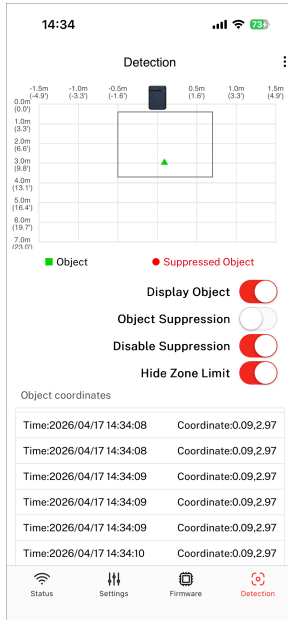 14:34
73
Detection
-1.5m -1.0m -0.5m 0.5m 1.0m 1.5m
(-4.9') (-3.3') (-1.6') (1.6') (3.3') (4.9')
0.0m
(0.0')
1.0m
(3.3')
2.0m
(6.6')
3.0m
(9.8')
4.0m
(13.1')
5.0m
(16.4')
6.0m
(19.7')
7.0m
(23.0')
Object
Suppressed Object
Display Object
Object Suppression
Disable Suppression
Hide Zone Limit
Object coordinates
Time:2026/04/17 14:34:08 Coordinate:0.09,2.97
Time:2026/04/17 14:34:08 Coordinate:0.09,2.97
Time:2026/04/17 14:34:09 Coordinate:0.09,2.97
Time:2026/04/17 14:34:09 Coordinate:0.09,2.97
Time:2026/04/17 14:34:09 Coordinate:0.09,2.97
Time:2026/04/17 14:34:10 Coordinate:0.09,2.97
Status Settings Firmware Detection